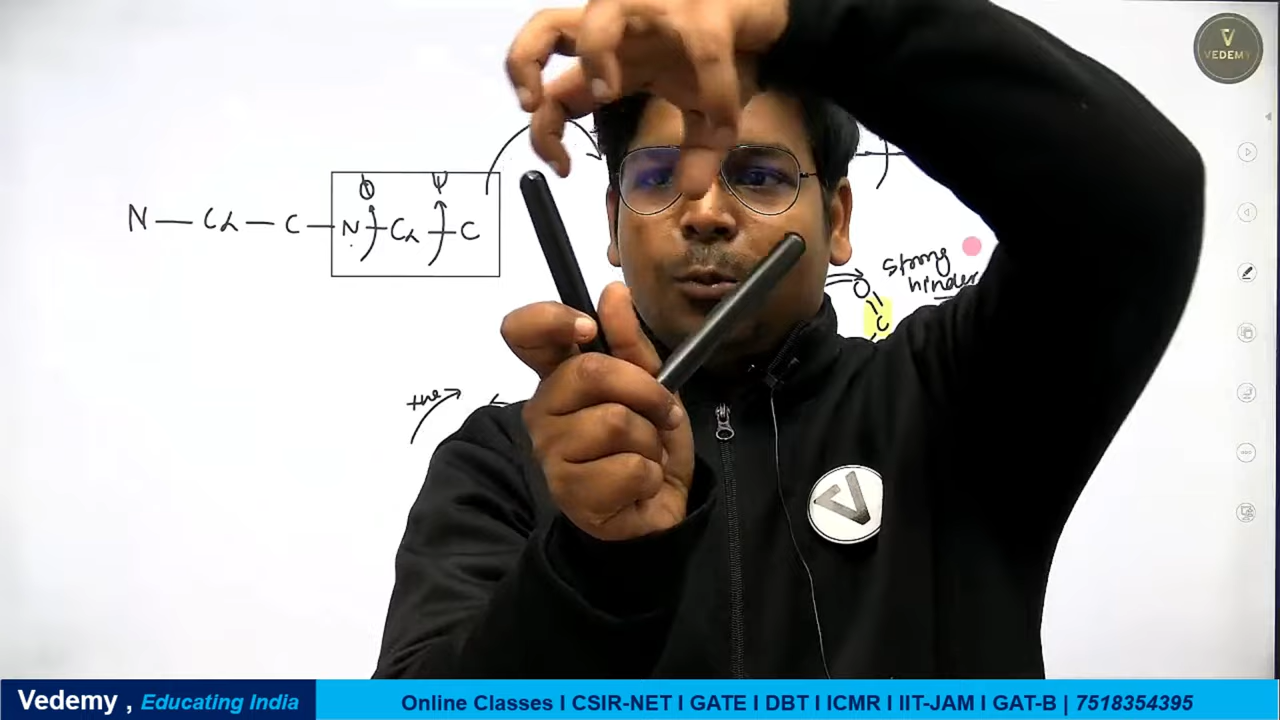 V
VEDEMY
Φ Ψ
N — Cα — C — N — Cα — C
strong
hinder
O
C
+ve
V
Vedemy , Educating India
Online Classes I CSIR-NET I GATE I DBT I ICMR I IIT-JAM I GAT-B | 7518354395